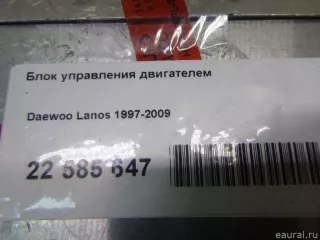 Блок управления двигателем
Daewoo Lanos 1997-2009
22 585 647
eaural.ru